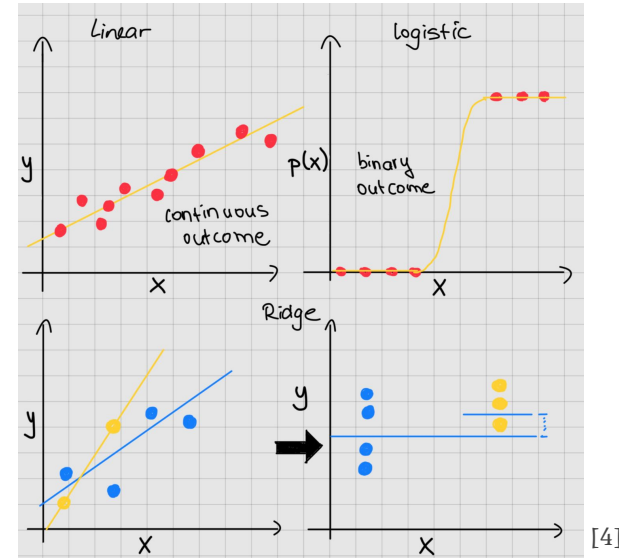 Linear
y
continuous
outcome
X
logistic
p(x)
binary
outcome
X
Ridge
y
X
y
X
[4]